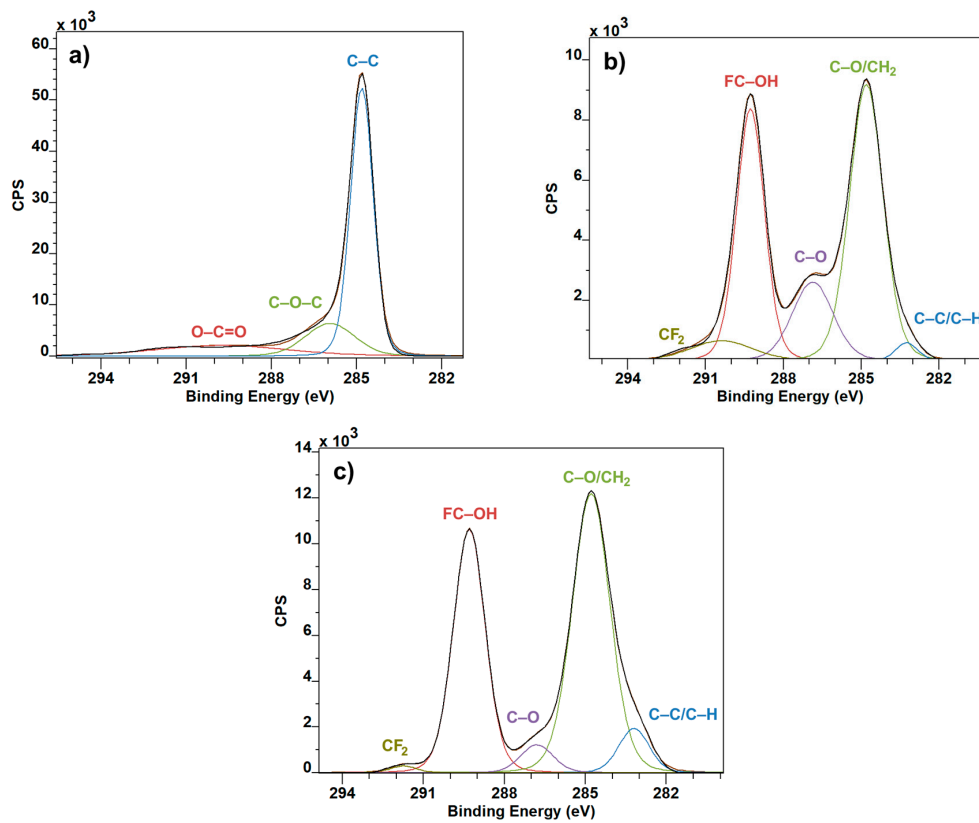 x 10³
a)
C–C
60
50
40
30
20
10
0
CPS
C–O–C
O–C=O
294 291 288 285 282
Binding Energy (eV)
x 10³
b)
C–O/CH₂
FC–OH
10
8
6
4
2
CPS
C–O
C–C/C–H
CF₂
294 291 288 285 282
Binding Energy (eV)
x 10³
c)
C–O/CH₂
FC–OH
14
12
10
8
6
4
2
0
CPS
C–O
C–C/C–H
CF₂
294 291 288 285 282
Binding Energy (eV)